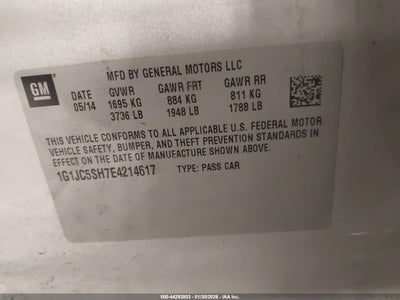 MFD BY GENERAL MOTORS LLC
GM
DATE GVWR GAWR FRT GAWR RR
05/14 1695 KG 884 KG 811 KG
3736 LB 1948 LB 1788 LB
THIS VEHICLE CONFORMS TO ALL APPLICABLE U.S. FEDERAL MOTOR
VEHICLE SAFETY, BUMPER, AND THEFT PREVENTION STANDARDS IN
EFFECT ON THE DATE OF MANUFACTURE SHOWN ABOVE.
1G1JC5SH7E4214617 TYPE: PASS CAR
500-44292003 - 01/30/2026 - IAA Inc.